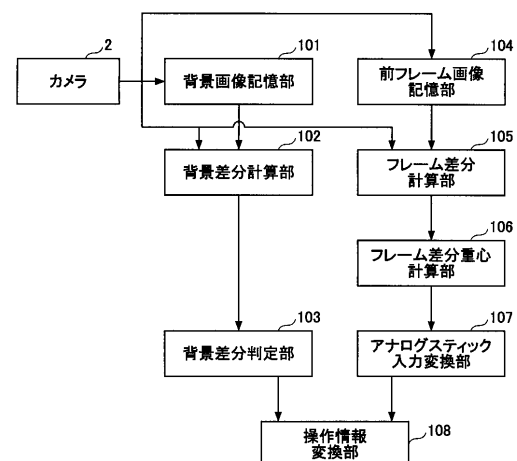 2
カメラ
101
背景画像記憶部
104
前フレーム画像
記憶部
102
背景差分計算部
105
フレーム差分
計算部
106
フレーム差分重心
計算部
103
背景差分判定部
107
アナログスティック
入力変換部
操作情報
変換部
108